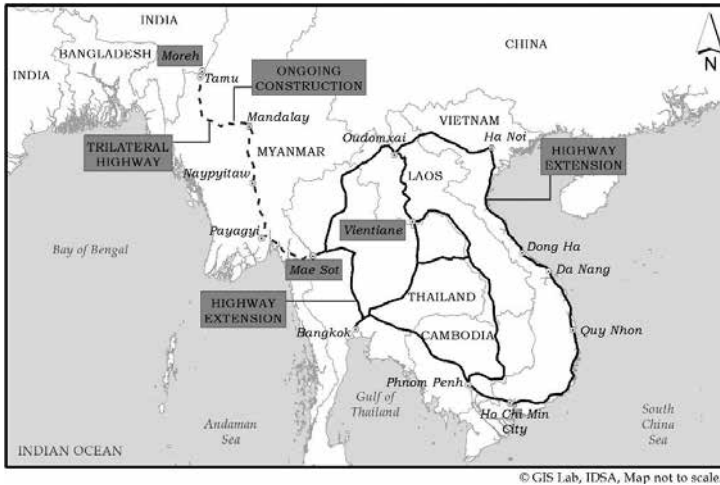 INDIA
CHINA
BANGLADESH
Moreh
N
INDIA
Tamu
ONGOING
CONSTRUCTION
VIETNAM
Mandalay
Oudomxai
Ha Noi
TRILATERAL
HIGHWAY
MYANMAR
HIGHWAY
EXTENSION
LAOS
Naypyitaw
Payagyi
Vientiane
Bay of Bengal
Dong Ha
Mae Sot
Da Nang
THAILAND
HIGHWAY
EXTENSION
Bangkok
CAMBODIA
Quy Nhon
Phnom Penh
Gulf of
Thailand
Ho Chi Min
City
Andaman
Sea
South
China
Sea
INDIAN OCEAN
© GIS Lab, IDSA, Map not to scale